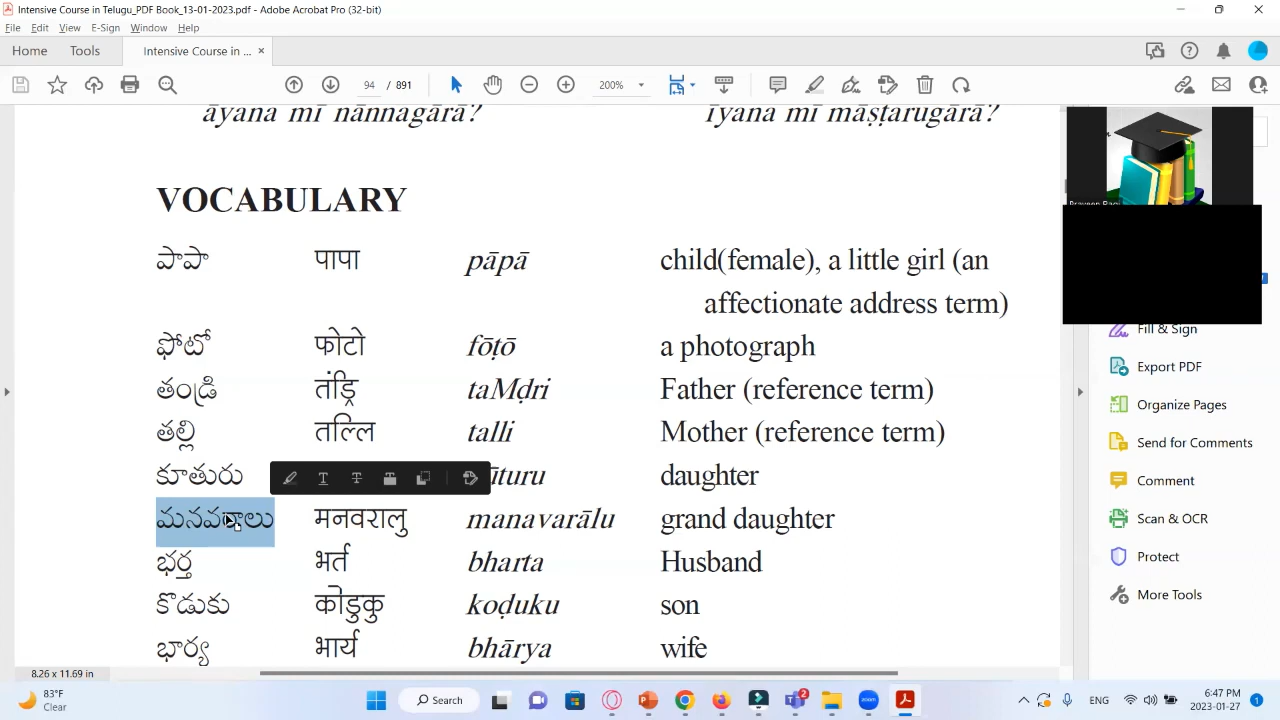 Intensive Course in Telugu_PDF Book_13-01-2023.pdf - Adobe Acrobat Pro (32-bit)
File Edit View E-Sign Window Help
Home Tools Intensive Course in ... ×
94 / 891 200%
āyana mī nānnagārā? īyana mī māṣṭarugārā?
VOCABULARY
పాపా पापा pāpā child(female), a little girl (an
affectionate address term)
ఫోటో फोटो fōṭō a photograph
తండ్రి तंड्रि taMḍri Father (reference term)
తల్లి तल्लि talli Mother (reference term)
కూతురు ituru daughter
మనవరాలు मनवरालु manavarālu grand daughter
భర్త भर्त bharta Husband
కొడుకు कॊडुकु koḍuku son
భార్య भार्य bhārya wife
Fill & Sign
Export PDF
Organize Pages
Send for Comments
Comment
Scan & OCR
Protect
More Tools
8.26 x 11.69 in
83°F
Clear
Search
2
zoom
ENG
6:47 PM
2023-01-27
1